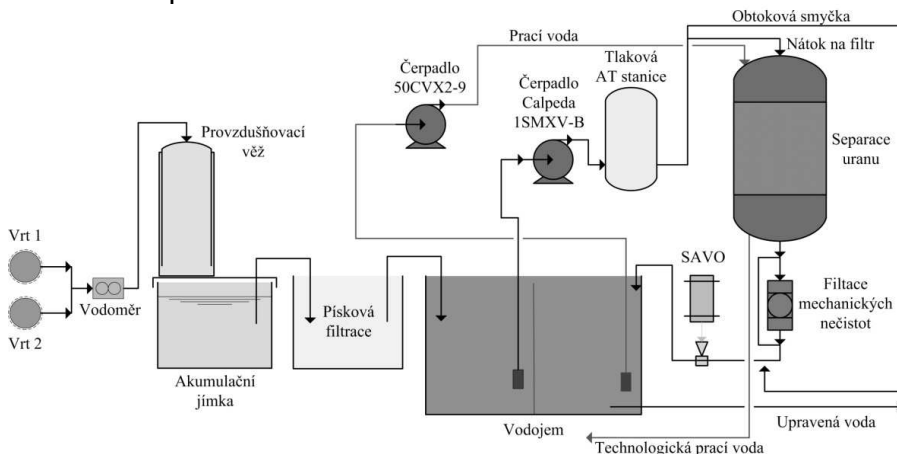 Obtoková smyčka
Prací voda
Nátok na filtr
Tlaková
AT stanice
Čerpadlo
50CVX2-9
Čerpadlo
Calpeda
1SMXV-B
Provzdušňovací
věž
Separace
uranu
Vrt 1
Vodoměr
Vrt 2
SAVO
Písková
filtrace
Filtace
mechanických
nečistot
Akumulační
jímka
Vodojem
Upravená voda
Technologická prací voda